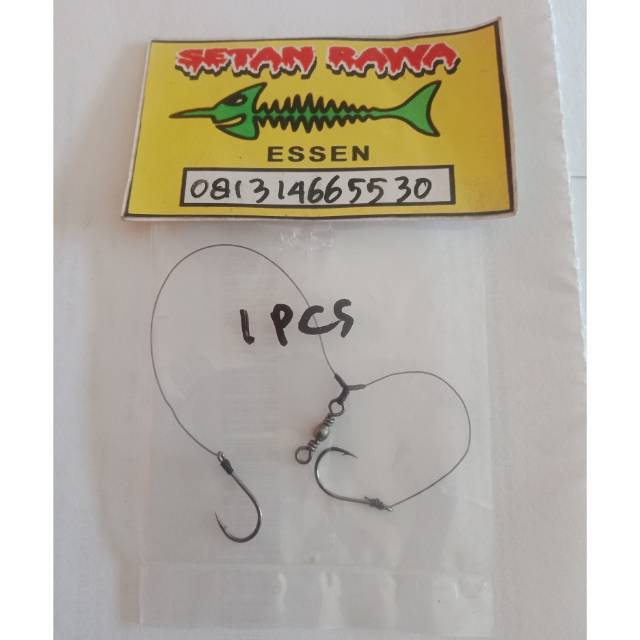 SETAN RAWA
ESSEN
081314665530
1 PCS